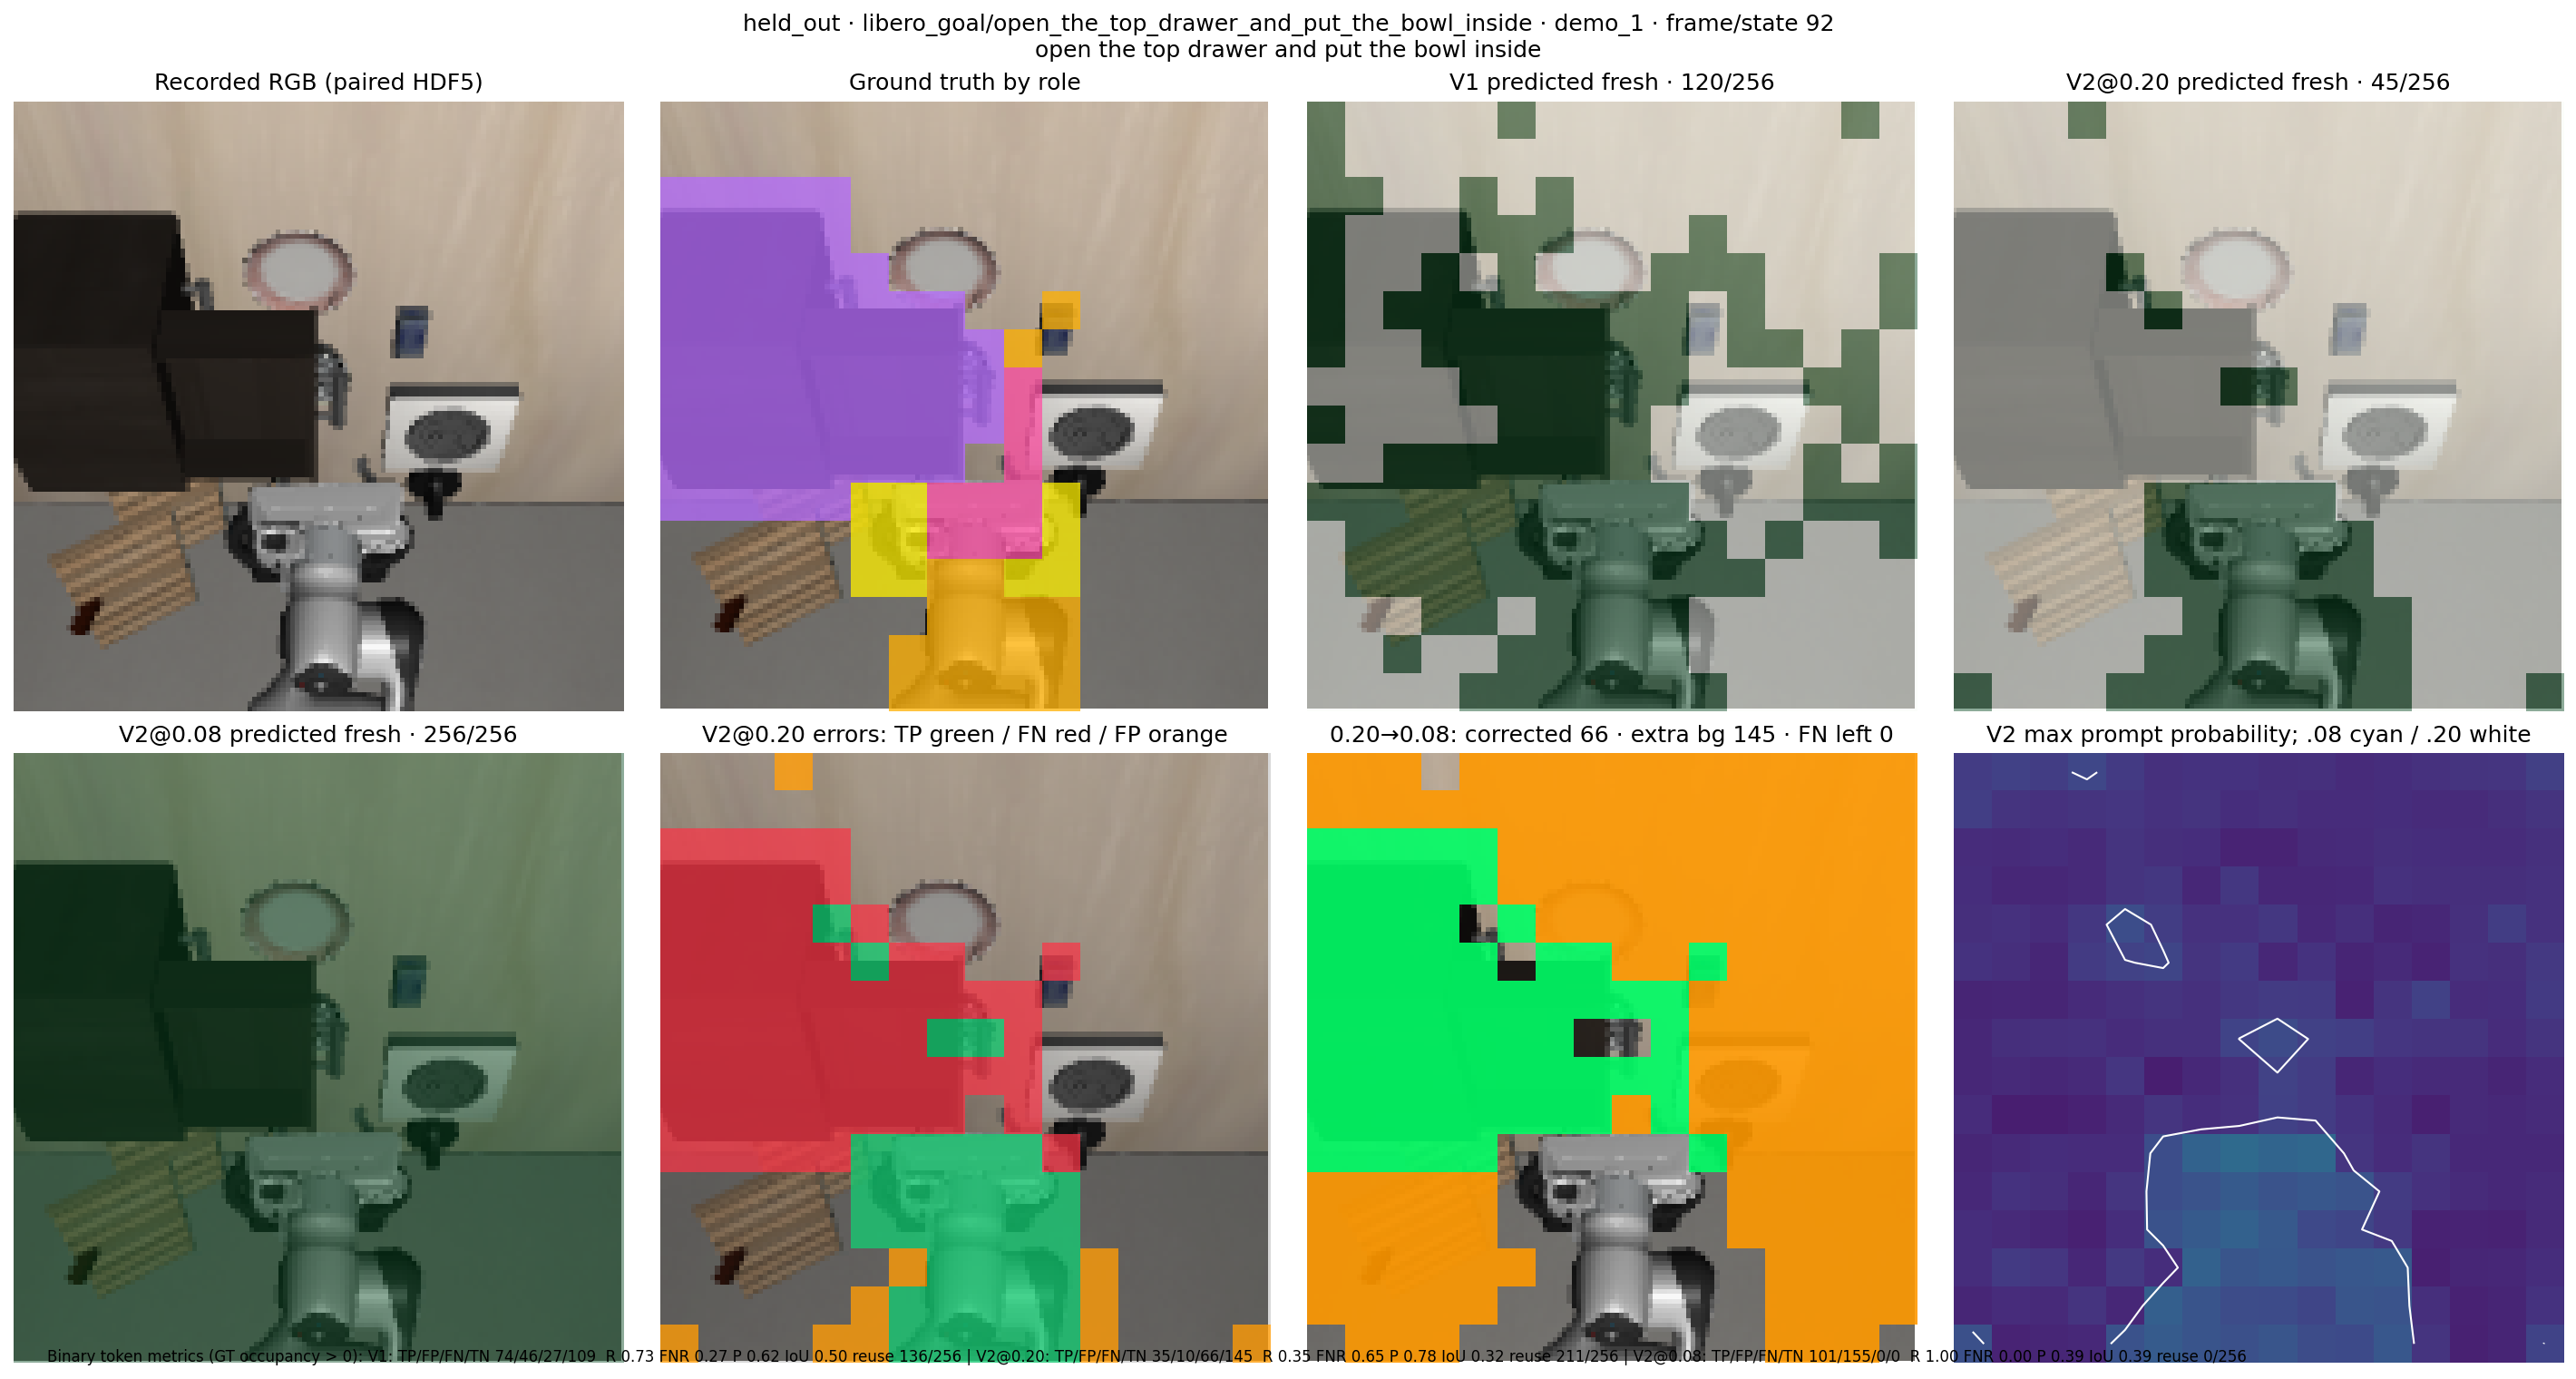 held_out · libero_goal/open_the_top_drawer_and_put_the_bowl_inside · demo_1 · frame/state 92
open the top drawer and put the bowl inside
Recorded RGB (paired HDF5)
Ground truth by role
V1 predicted fresh · 120/256
V2@0.20 predicted fresh · 45/256
V2@0.08 predicted fresh · 256/256
V2@0.20 errors: TP green / FN red / FP orange
0.20→0.08: corrected 66 · extra bg 145 · FN left 0
V2 max prompt probability; .08 cyan / .20 white
Binary token metrics (GT occupancy > 0): V1: TP/FP/FN/TN 74/46/27/109 R 0.73 FNR 0.27 P 0.62 IoU 0.50 reuse 136/256 | V2@0.20: TP/FP/FN/TN 35/10/66/145 R 0.35 FNR 0.65 P 0.78 IoU 0.32 reuse 211/256 | V2@0.08: TP/FP/FN/TN 101/155/0/0 R 1.00 FNR 0.00 P 0.39 IoU 0.39 reuse 0/256